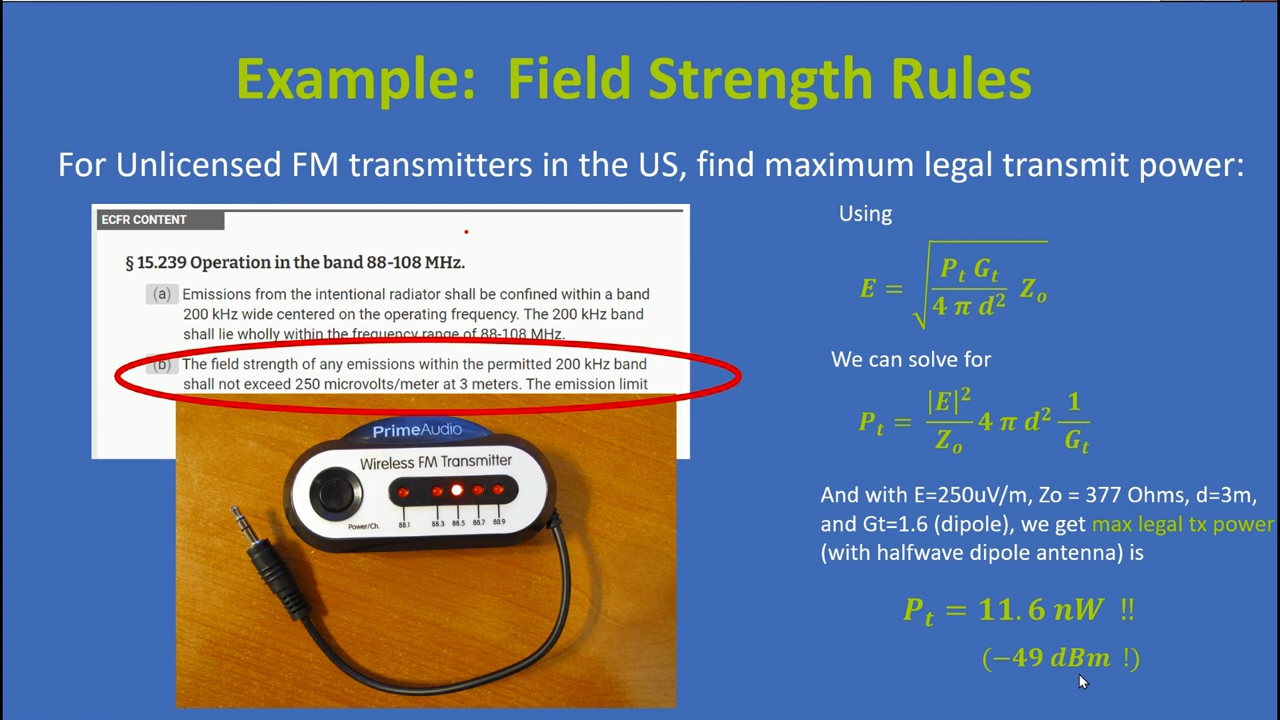 Example: Field Strength Rules
For Unlicensed FM transmitters in the US, find maximum legal transmit power:
ECFR CONTENT
§ 15.239 Operation in the band 88-108 MHz.
(a) Emissions from the intentional radiator shall be confined within a band
200 kHz wide centered on the operating frequency. The 200 kHz band
shall lie wholly within the frequency range of 88-108 MHz.
(b) The field strength of any emissions within the permitted 200 kHz band
shall not exceed 250 microvolts/meter at 3 meters. The emission limit
PrimeAudio
Wireless FM Transmitter
Power/Ch.
88.1 88.3 88.5 88.7 88.9
Using
E = √(P_t G_t / 4 π d² Z_o)
We can solve for
P_t = |E|² / Z_o 4 π d² 1 / G_t
And with E=250uV/m, Zo = 377 Ohms, d=3m,
and Gt=1.6 (dipole), we get max legal tx power
(with halfwave dipole antenna) is
P_t = 11.6 nW !!
(−49 dBm !)